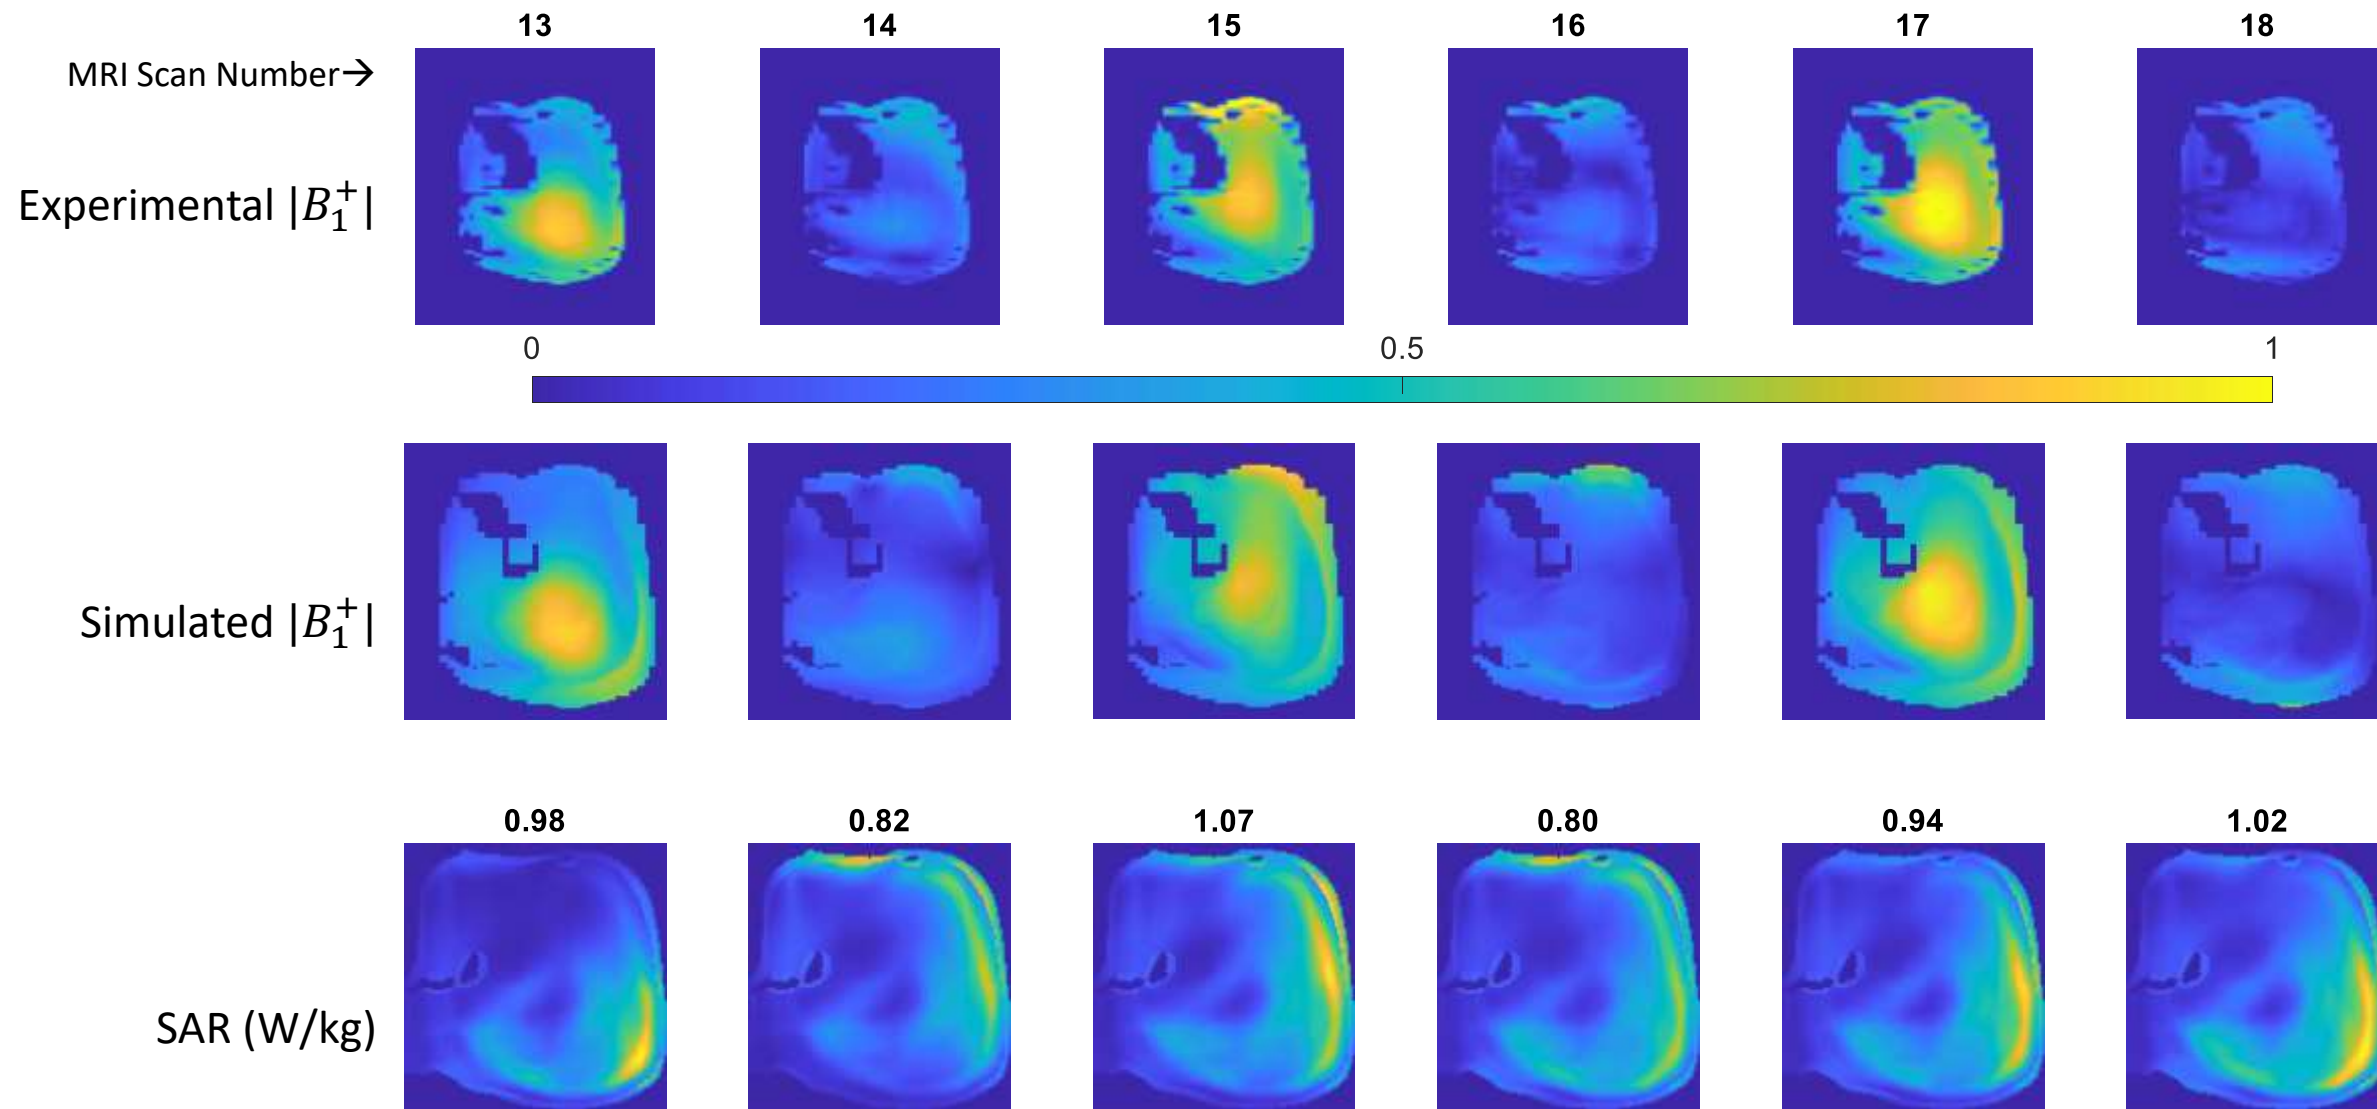 13 14 15 16 17 18
MRI Scan Number→
Experimental |B₁⁺|
0 0.5 1
Simulated |B₁⁺|
0.98 0.82 1.07 0.80 0.94 1.02
SAR (W/kg)